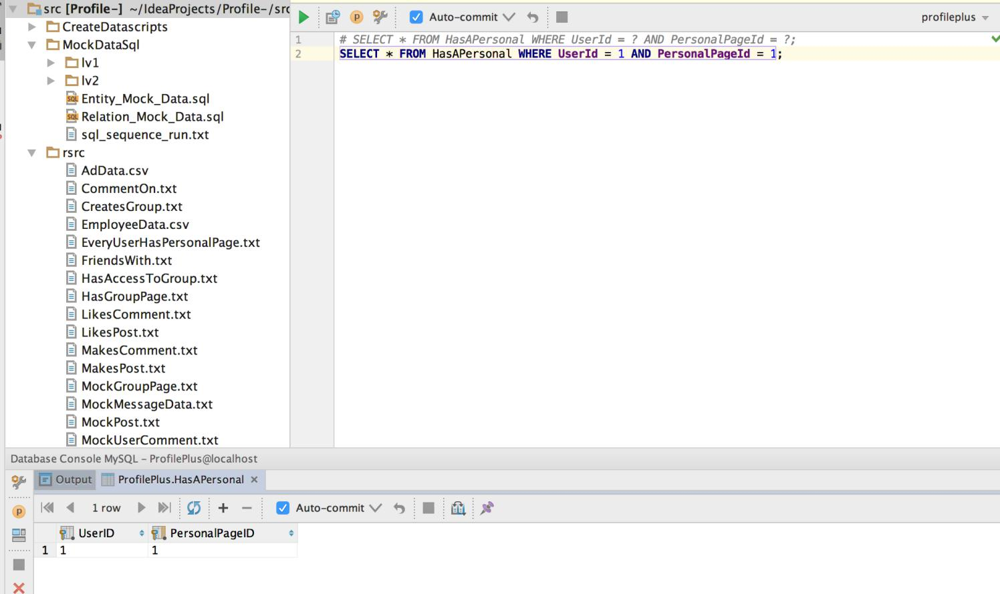 src [Profile-] ~/IdeaProjects/Profile-/src
CreateDatascripts
MockDataSql
lv1
lv2
Entity_Mock_Data.sql
Relation_Mock_Data.sql
sql_sequence_run.txt
rsrc
AdData.csv
CommentOn.txt
CreatesGroup.txt
EmployeeData.csv
EveryUserHasPersonalPage.txt
FriendsWith.txt
HasAccessToGroup.txt
HasGroupPage.txt
LikesComment.txt
LikesPost.txt
MakesComment.txt
MakesPost.txt
MockGroupPage.txt
MockMessageData.txt
MockPost.txt
MockUserComment.txt
Auto-commit
profileplus
1 # SELECT * FROM HasAPersonal WHERE UserId = ? AND PersonalPageId = ?;
2 SELECT * FROM HasAPersonal WHERE UserId = 1 AND PersonalPageId = 1;
Database Console MySQL – ProfilePlus@localhost
Output ProfilePlus.HasAPersonal
1 row Auto-commit
UserID PersonalPageID
1 1 1